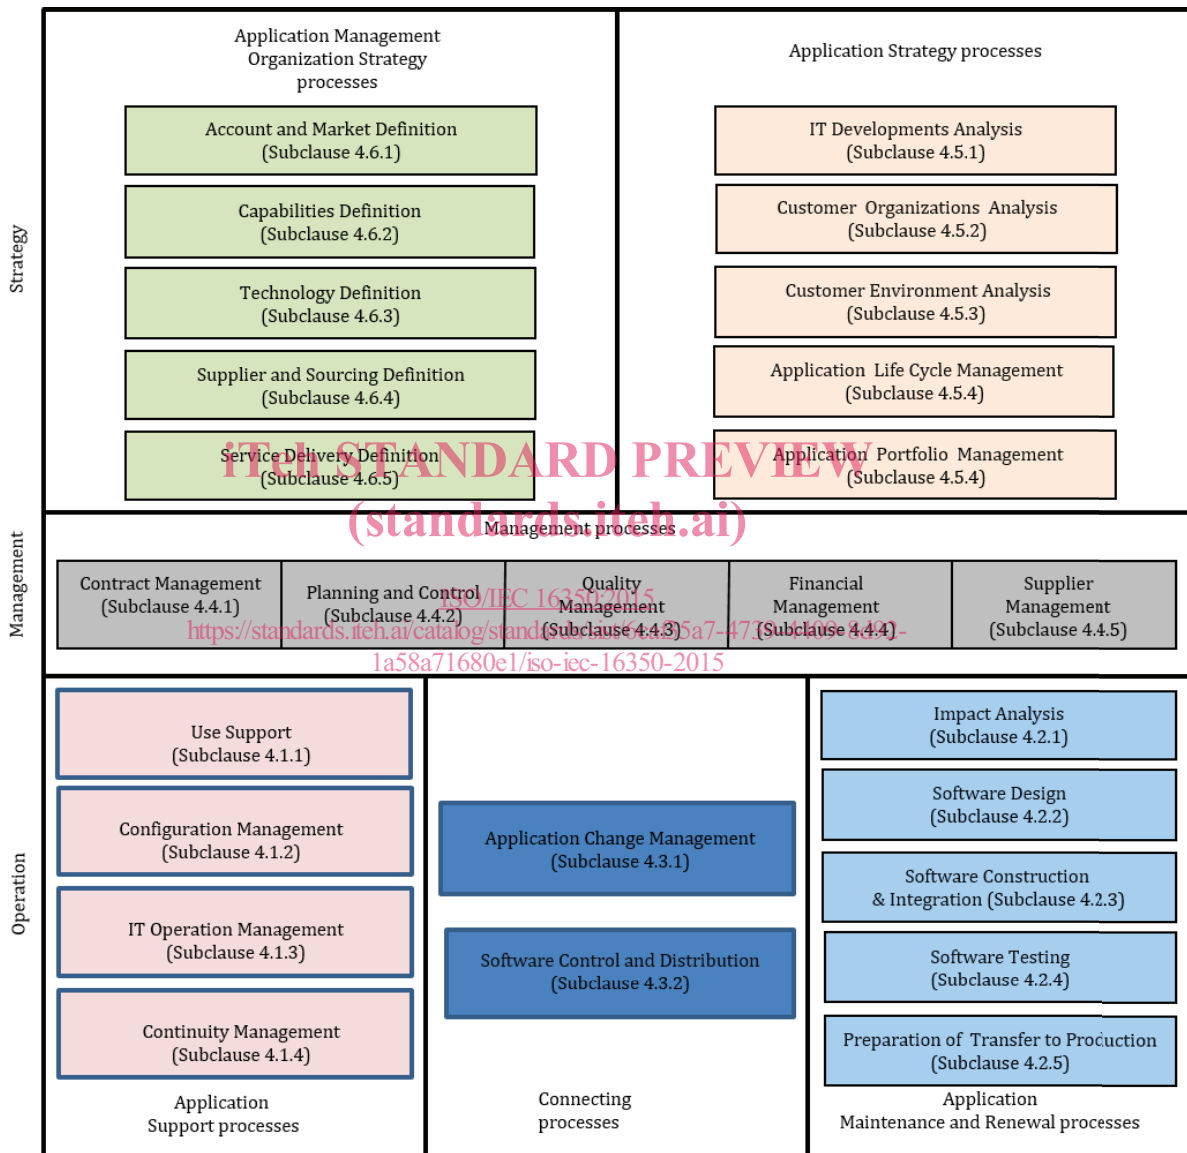 Application Management
Organization Strategy
processes
Application Strategy processes
Strategy
Account and Market Definition
(Subclause 4.6.1)
Capabilities Definition
(Subclause 4.6.2)
Technology Definition
(Subclause 4.6.3)
Supplier and Sourcing Definition
(Subclause 4.6.4)
Service Delivery Definition
(Subclause 4.6.5)
IT Developments Analysis
(Subclause 4.5.1)
Customer Organizations Analysis
(Subclause 4.5.2)
Customer Environment Analysis
(Subclause 4.5.3)
Application Life Cycle Management
(Subclause 4.5.4)
Application Portfolio Management
(Subclause 4.5.4)
iTeh STANDARD PREVIEW
(standards.iteh.ai)
Management
Management processes
Contract Management
(Subclause 4.4.1)
Planning and Control
(Subclause 4.4.2)
Quality
Management
(Subclause 4.4.3)
Financial
Management
(Subclause 4.4.4)
Supplier
Management
(Subclause 4.4.5)
ISO/IEC 16350:2015
https://standards.iteh.ai/catalog/standards/sist/
1a58a71680e1/iso-iec-16350-2015
Operation
Use Support
(Subclause 4.1.1)
Configuration Management
(Subclause 4.1.2)
IT Operation Management
(Subclause 4.1.3)
Continuity Management
(Subclause 4.1.4)
Application
Support processes
Application Change Management
(Subclause 4.3.1)
Software Control and Distribution
(Subclause 4.3.2)
Connecting
processes
Impact Analysis
(Subclause 4.2.1)
Software Design
(Subclause 4.2.2)
Software Construction
& Integration (Subclause 4.2.3)
Software Testing
(Subclause 4.2.4)
Preparation of Transfer to Production
(Subclause 4.2.5)
Application
Maintenance and Renewal processes